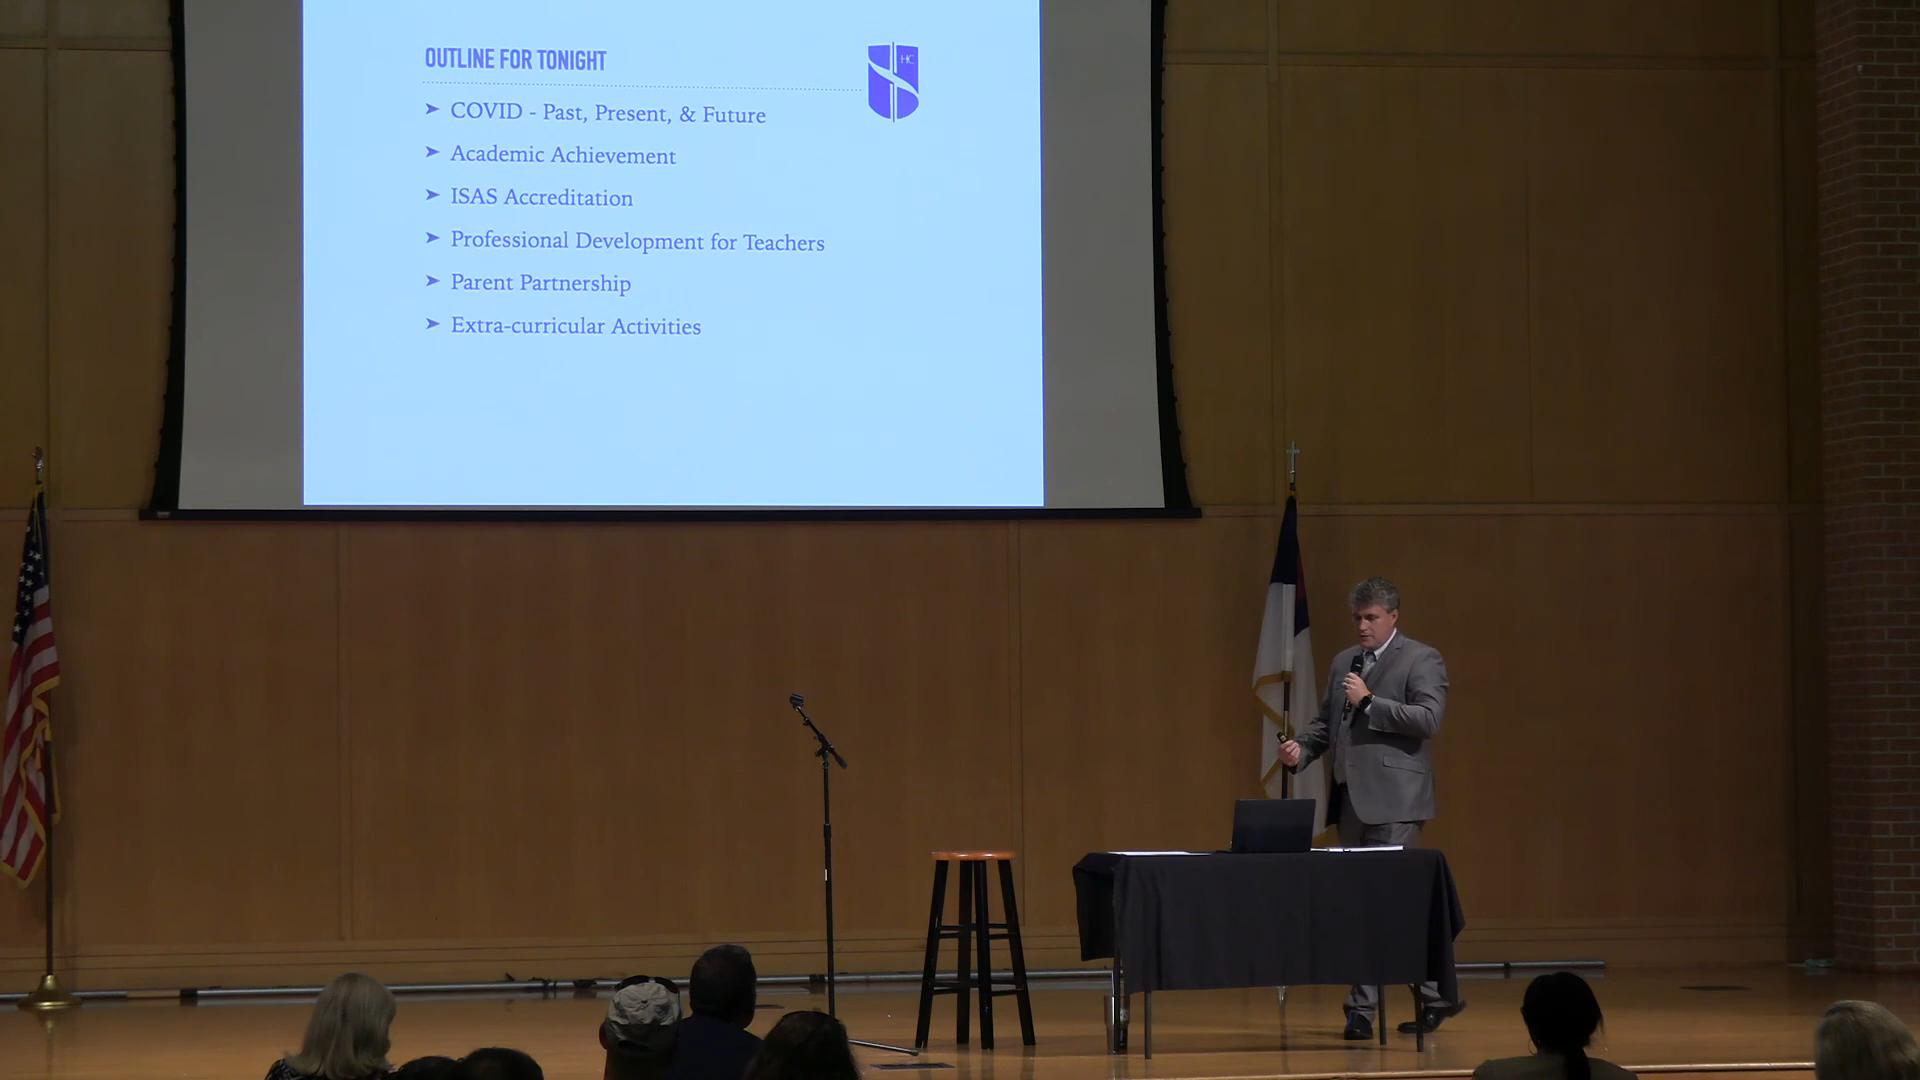 OUTLINE FOR TONIGHT
HC
➤ COVID - Past, Present, & Future
➤ Academic Achievement
➤ ISAS Accreditation
➤ Professional Development for Teachers
➤ Parent Partnership
➤ Extra-curricular Activities